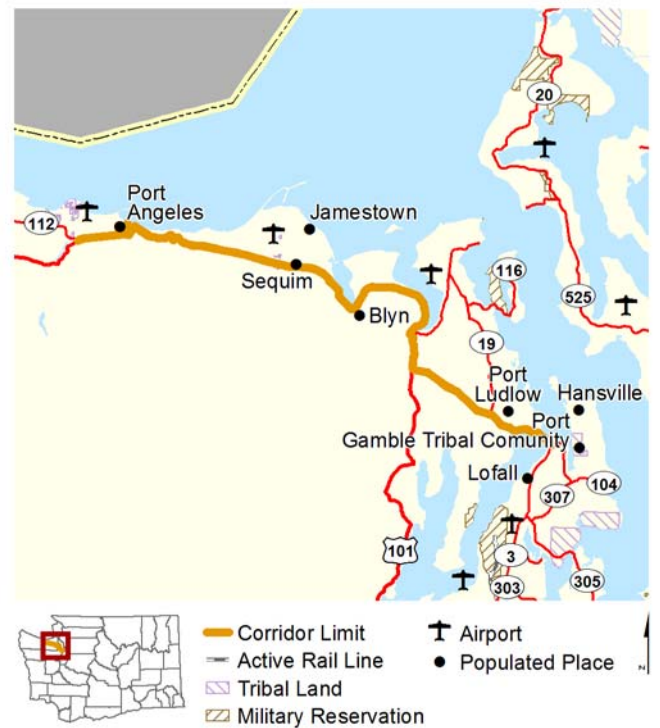 20
Port
Angeles
112
Jamestown
Sequim
116
525
Blyn
19
Port
Ludlow
Hansville
Port
Gamble Tribal Comunity
Lofall
104
307
101
3
303
305
Corridor Limit
Active Rail Line
Tribal Land
Military Reservation
Airport
Populated Place
N